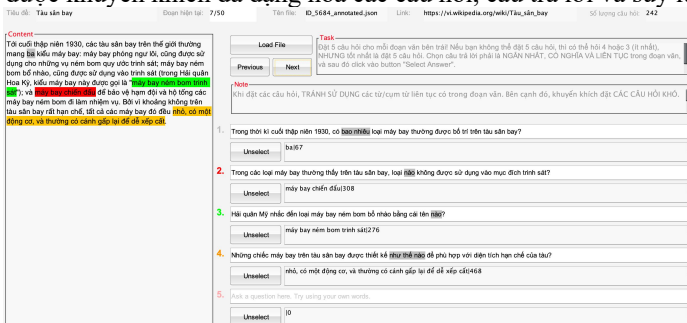 Tiêu đề: Tàu sân bay Đoạn hiện tại: 7/50 Tên file: ID_5684_annotated.json Link: https://vi.wikipedia.org/wiki/Tàu_sân_bay Số lượng câu hỏi: 242
Content
Tới cuối thập niên 1930, các tàu sân bay trên thế giới thường
mang ba kiểu máy bay: máy bay phóng ngư lôi, cũng được sử
dụng cho những vụ ném bom quy ước trinh sát; máy bay ném
bom bổ nhào, cũng được sử dụng vào trinh sát (trong Hải quân
Hoa Kỳ, kiểu máy bay này được gọi là "máy bay ném bom trinh
sát"); và máy bay chiến đấu để bảo vệ hạm đội và hộ tống các
máy bay ném bom đi làm nhiệm vụ. Bởi vì khoảng không trên
tàu sân bay rất hạn chế, tất cả các máy bay đó đều nhỏ, có một
động cơ, và thường có cánh gấp lại để dễ xếp cất.
Load File
Previous
Next
Task
Đặt 5 câu hỏi cho mỗi đoạn văn bên trái! Nếu bạn không thể đặt 5 câu hỏi, thì có thể hỏi 4 hoặc 3 (ít nhất),
NHƯNG tốt nhất là đặt 5 câu hỏi. Chọn câu trả lời phải là NGẮN NHẤT, CÓ NGHĨA VÀ LIÊN TỤC trong đoạn văn,
và sau đó click vào button "Select Answer".
Note
Khi đặt các câu hỏi, TRÁNH SỬ DỤNG các từ/cụm từ liên tục có trong đoạn văn. Bên cạnh đó, khuyến khích đặt CÁC CÂU HỎI KHÓ.
1. Trong thời kì cuối thập niên 1930, có bao nhiêu loại máy bay thường được bố trí trên tàu sân bay?
Unselect ba|67
2. Trong các loại máy bay thường thấy trên tàu sân bay, loại nào không được sử dụng vào mục đích trinh sát?
Unselect máy bay chiến đấu|308
3. Hải quân Mỹ nhắc đến loại máy bay ném bom bổ nhào bằng cái tên nào?
Unselect máy bay ném bom trinh sát|276
4. Những chiếc máy bay trên tàu sân bay được thiết kế như thế nào để phù hợp với diện tích hạn chế của tàu?
Unselect nhỏ, có một động cơ, và thường có cánh gấp lại để dễ xếp cất|468
5. Ask a question here. Try using your own words.
Unselect |0